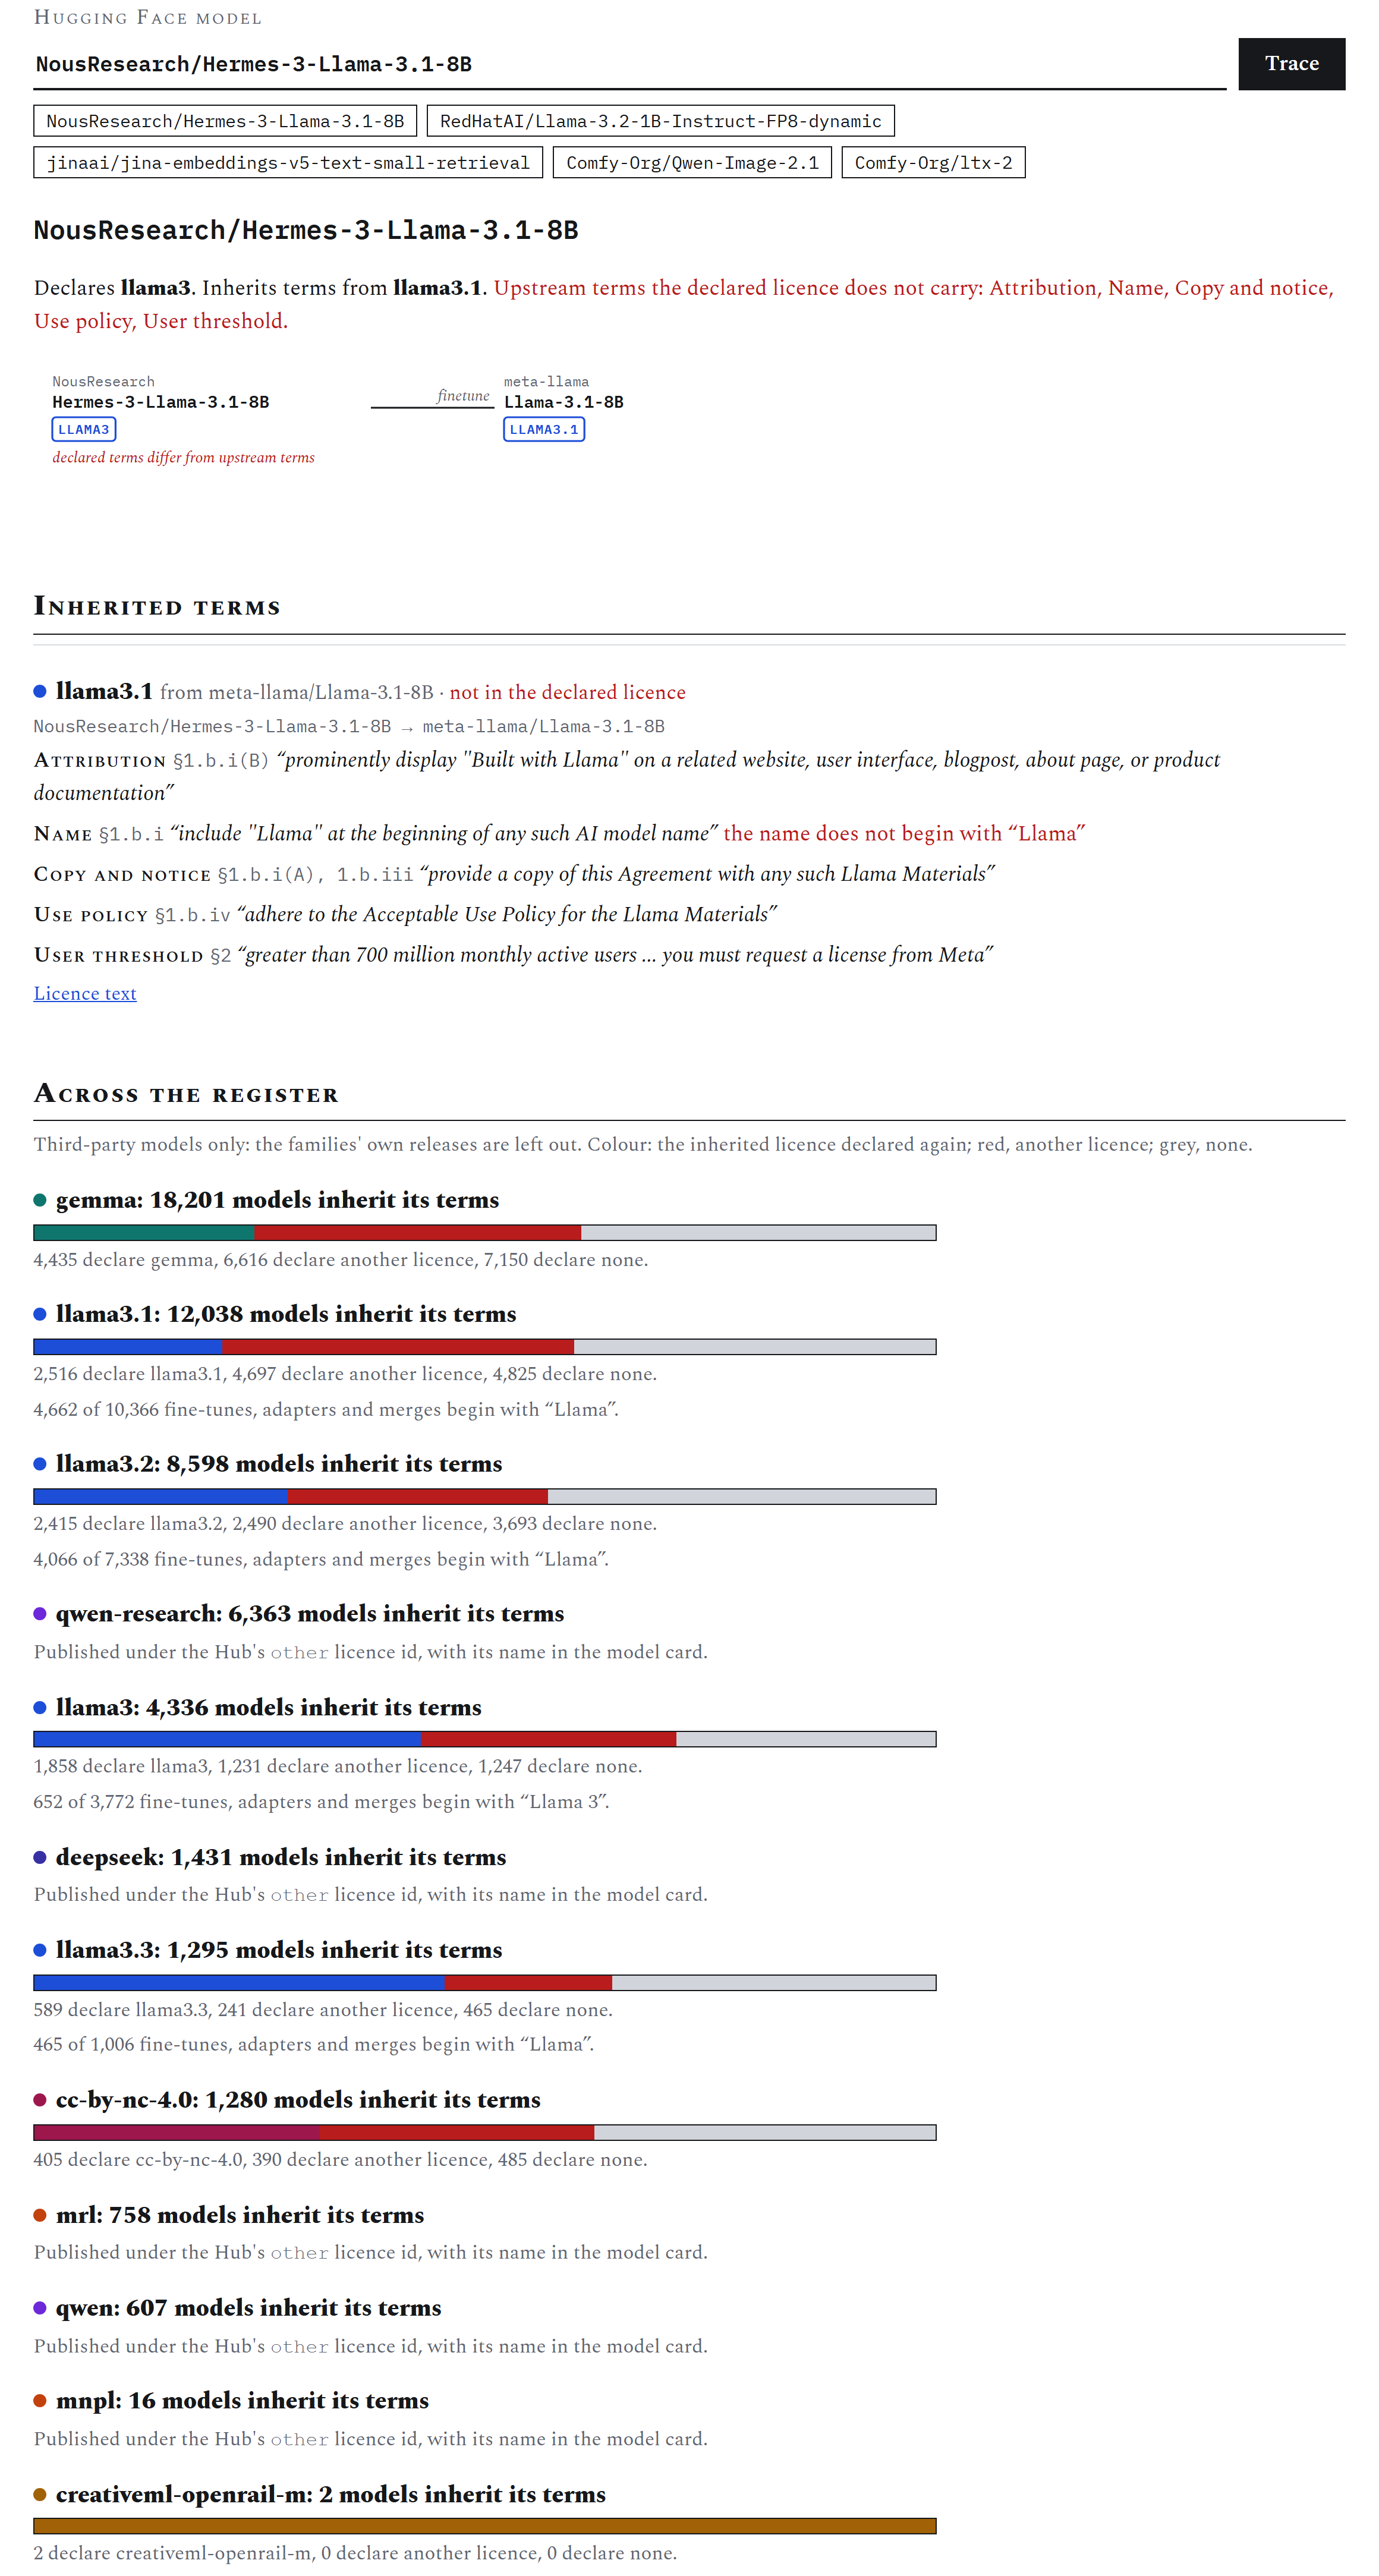 Hugging Face model
NousResearch/Hermes-3-Llama-3.1-8B
Trace
NousResearch/Hermes-3-Llama-3.1-8B
RedHatAI/Llama-3.2-1B-Instruct-FP8-dynamic
jinaai/jina-embeddings-v5-text-small-retrieval
Comfy-Org/Qwen-Image-2.1
Comfy-Org/ltx-2
NousResearch/Hermes-3-Llama-3.1-8B
Declares llama3. Inherits terms from llama3.1. Upstream terms the declared licence does not carry: Attribution, Name, Copy and notice,
Use policy, User threshold.
NousResearch
Hermes-3-Llama-3.1-8B
LLAMA3
declared terms differ from upstream terms
finetune
meta-llama
Llama-3.1-8B
LLAMA3.1
Inherited terms
llama3.1 from meta-llama/Llama-3.1-8B · not in the declared licence
NousResearch/Hermes-3-Llama-3.1-8B → meta-llama/Llama-3.1-8B
Attribution §1.b.i(B) “prominently display "Built with Llama" on a related website, user interface, blogpost, about page, or product
documentation”
Name §1.b.i “include "Llama" at the beginning of any such AI model name” the name does not begin with “Llama”
Copy and notice §1.b.i(A), 1.b.iii “provide a copy of this Agreement with any such Llama Materials”
Use policy §1.b.iv “adhere to the Acceptable Use Policy for the Llama Materials”
User threshold §2 “greater than 700 million monthly active users ... you must request a license from Meta”
Licence text
Across the register
Third-party models only: the families' own releases are left out. Colour: the inherited licence declared again; red, another licence; grey, none.
gemma: 18,201 models inherit its terms
4,435 declare gemma, 6,616 declare another licence, 7,150 declare none.
llama3.1: 12,038 models inherit its terms
2,516 declare llama3.1, 4,697 declare another licence, 4,825 declare none.
4,662 of 10,366 fine-tunes, adapters and merges begin with “Llama”.
llama3.2: 8,598 models inherit its terms
2,415 declare llama3.2, 2,490 declare another licence, 3,693 declare none.
4,066 of 7,338 fine-tunes, adapters and merges begin with “Llama”.
qwen-research: 6,363 models inherit its terms
Published under the Hub's other licence id, with its name in the model card.
llama3: 4,336 models inherit its terms
1,858 declare llama3, 1,231 declare another licence, 1,247 declare none.
652 of 3,772 fine-tunes, adapters and merges begin with “Llama 3”.
deepseek: 1,431 models inherit its terms
Published under the Hub's other licence id, with its name in the model card.
llama3.3: 1,295 models inherit its terms
589 declare llama3.3, 241 declare another licence, 465 declare none.
465 of 1,006 fine-tunes, adapters and merges begin with “Llama”.
cc-by-nc-4.0: 1,280 models inherit its terms
405 declare cc-by-nc-4.0, 390 declare another licence, 485 declare none.
mrl: 758 models inherit its terms
Published under the Hub's other licence id, with its name in the model card.
qwen: 607 models inherit its terms
Published under the Hub's other licence id, with its name in the model card.
mnpl: 16 models inherit its terms
Published under the Hub's other licence id, with its name in the model card.
creativeml-openrail-m: 2 models inherit its terms
2 declare creativeml-openrail-m, 0 declare another licence, 0 declare none.